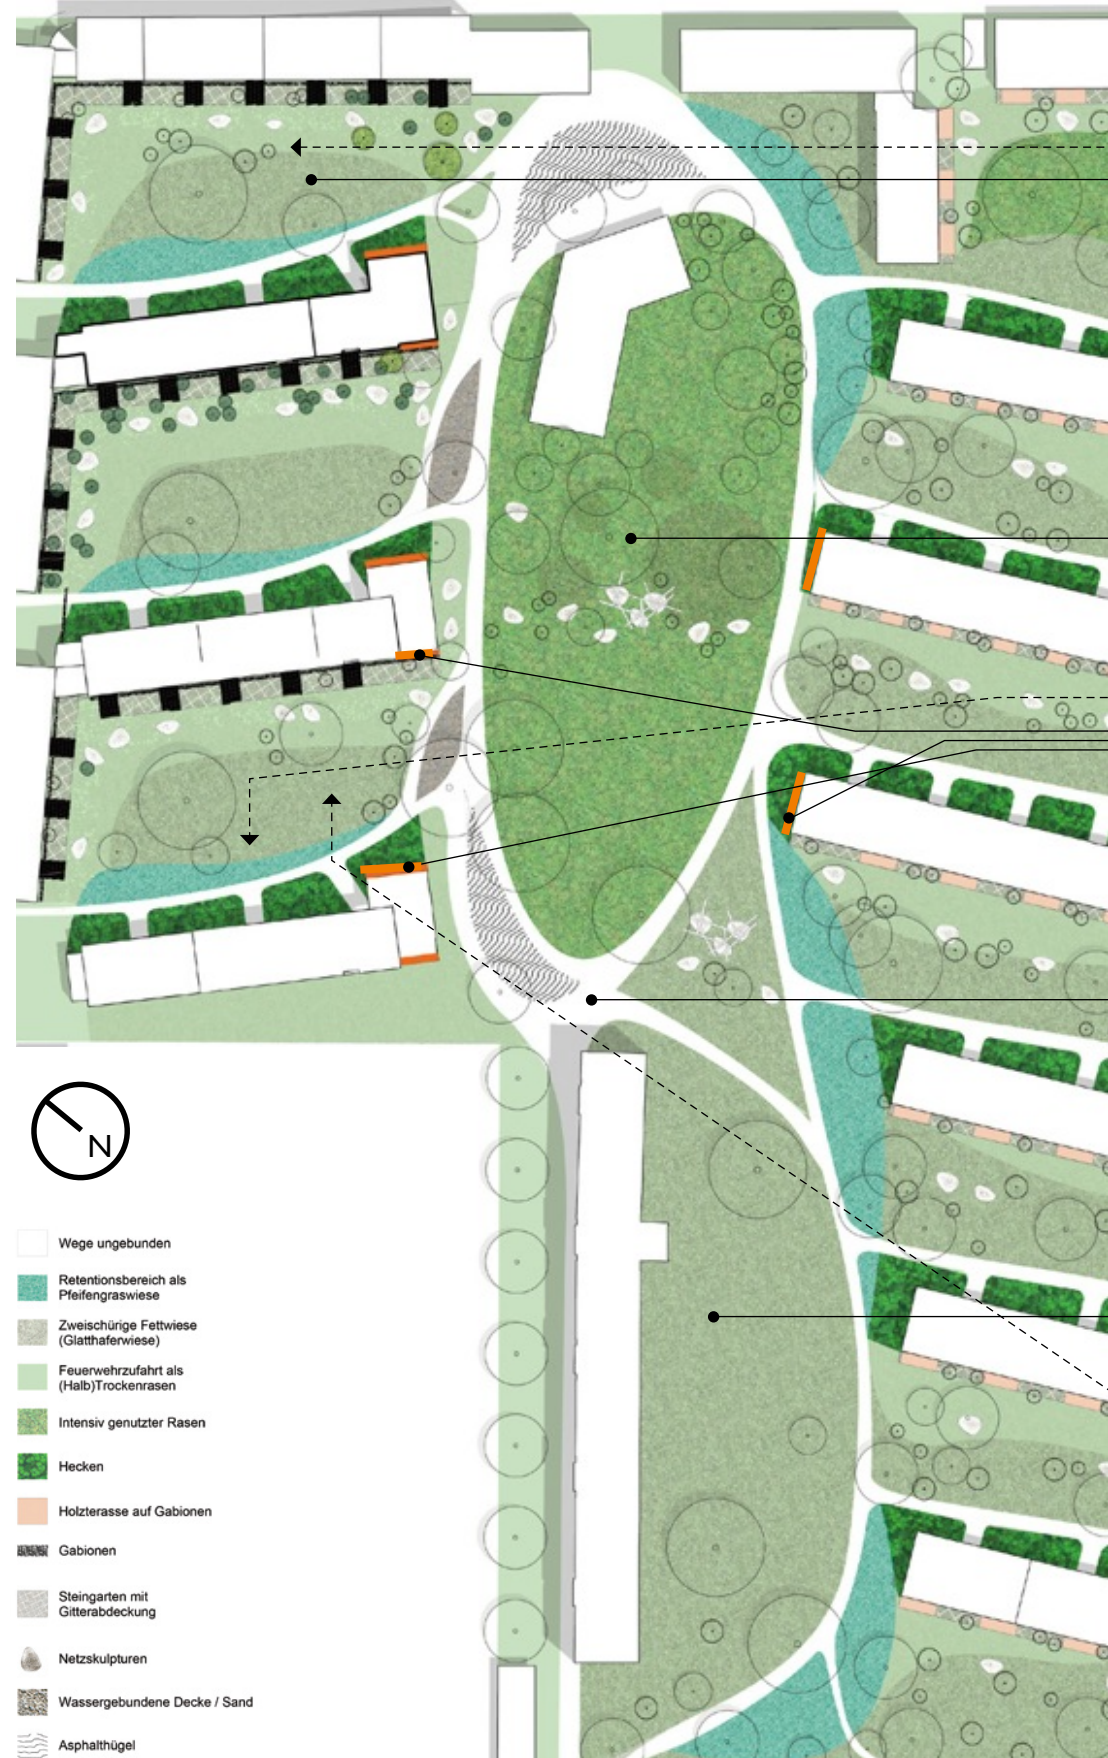 N
Wege ungebunden
Retentionsbereich als
Pfeifengraswiese
Zweischürige Fettwiese
(Glatthaferwiese)
Feuerwehrzufahrt als
(Halb)Trockenrasen
Intensiv genutzter Rasen
Hecken
Holzterasse auf Gabionen
Gabionen
Steingarten mit
Gitterabdeckung
Netzskulpturen
Wassergebundene Decke / Sand
Asphalthügel